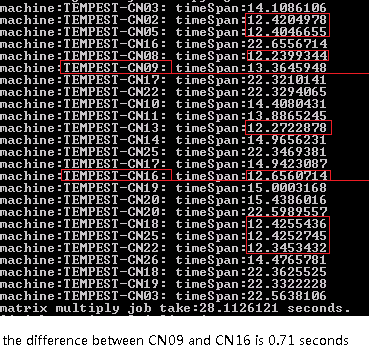 machine:TEMPEST-CN03: timeSpan:14.1086106
machine:TEMPEST-CN02: timeSpan:12.4204978
machine:TEMPEST-CN05: timeSpan:12.4046655
machine:TEMPEST-CN16: timeSpan:22.6556714
machine:TEMPEST-CN08: timeSpan:12.2399324
machine:TEMPEST-CN09: timeSpan:13.3645948
machine:TEMPEST-CN17: timeSpan:22.3210141
machine:TEMPEST-CN22: timeSpan:22.3294065
machine:TEMPEST-CN10: timeSpan:14.4080431
machine:TEMPEST-CN11: timeSpan:13.8865245
machine:TEMPEST-CN13: timeSpan:12.2722878
machine:TEMPEST-CN14: timeSpan:14.9656231
machine:TEMPEST-CN25: timeSpan:22.3469381
machine:TEMPEST-CN17: timeSpan:14.9423087
machine:TEMPEST-CN16: timeSpan:12.6560714
machine:TEMPEST-CN19: timeSpan:15.0003168
machine:TEMPEST-CN20: timeSpan:15.4386016
machine:TEMPEST-CN20: timeSpan:22.5989557
machine:TEMPEST-CN18: timeSpan:12.4255436
machine:TEMPEST-CN25: timeSpan:12.4252745
machine:TEMPEST-CN22: timeSpan:12.3453432
machine:TEMPEST-CN26: timeSpan:14.4765781
machine:TEMPEST-CN18: timeSpan:22.3625525
machine:TEMPEST-CN19: timeSpan:22.3322228
machine:TEMPEST-CN03: timeSpan:22.5638106
matrix multiply job take:28.1126121 seconds.
the difference between CN09 and CN16 is 0.71 seconds